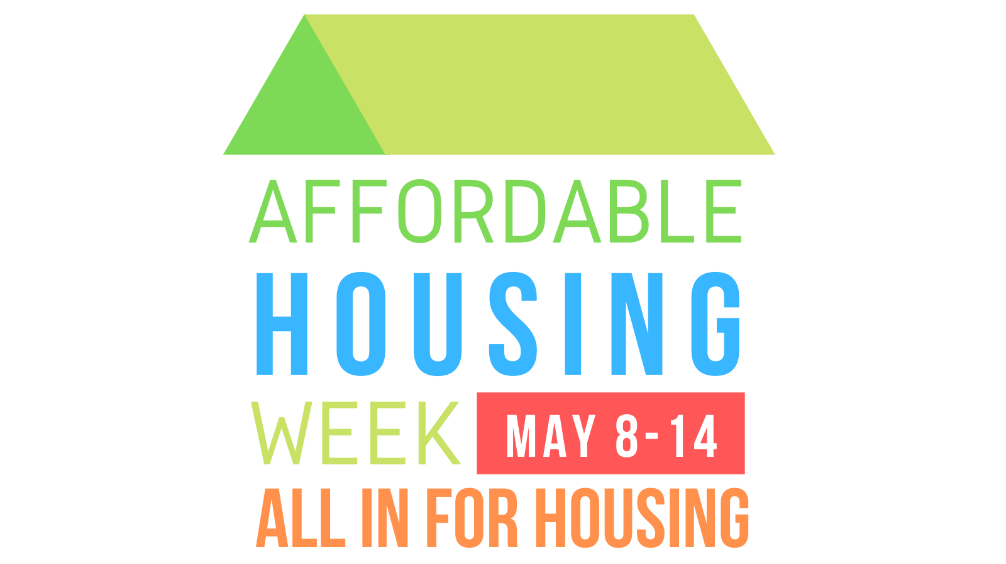 AFFORDABLE
HOUSING
WEEK MAY 8-14
ALL IN FOR HOUSING